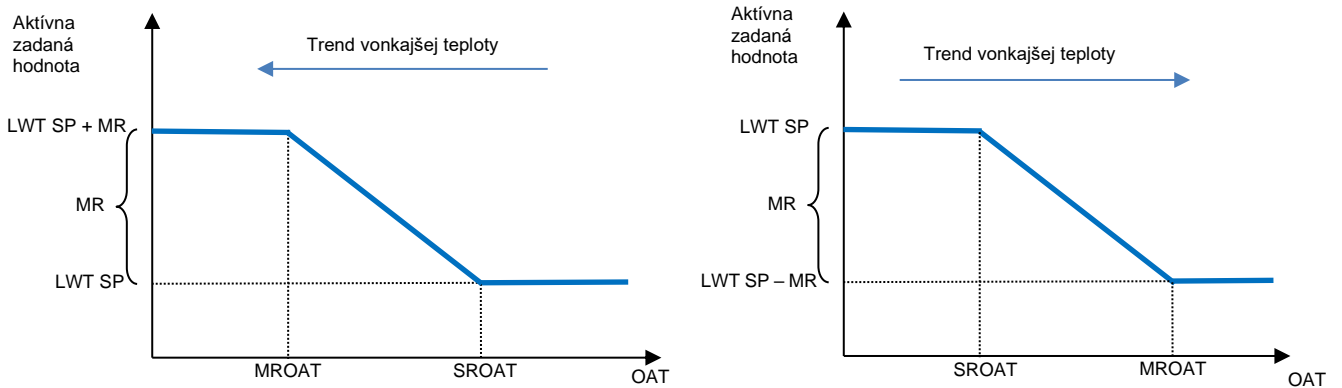 Aktívna
zadaná
hodnota
Trend vonkajšej teploty
LWT SP + MR
MR
LWT SP
MROAT
SROAT
OAT
Aktívna
zadaná
hodnota
Trend vonkajšej teploty
LWT SP
MR
LWT SP – MR
SROAT
MROAT
OAT